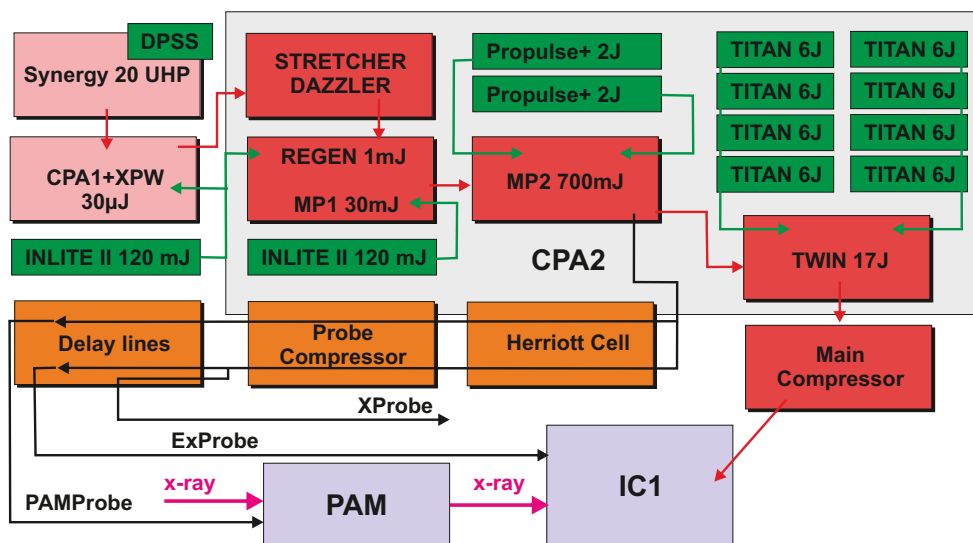 DPSS
Synergy 20 UHP
STRETCHER
DAZZLER
Propulse+ 2J
Propulse+ 2J
TITAN 6J
TITAN 6J
TITAN 6J
TITAN 6J
TITAN 6J
TITAN 6J
TITAN 6J
TITAN 6J
CPA1+XPW
30µJ
REGEN 1mJ
MP1 30mJ
MP2 700mJ
INLITE II 120 mJ
INLITE II 120 mJ
CPA2
TWIN 17J
Delay lines
Probe
Compressor
Herriott Cell
Main
Compressor
XProbe
ExProbe
x-ray
x-ray
PAMProbe
PAM
IC1